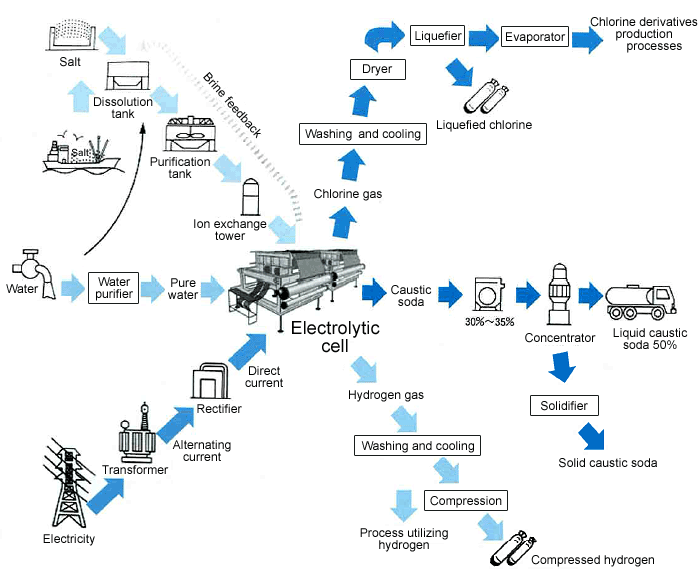 Salt
Dissolution
tank
Salt
Purification
tank
Ion exchange
tower
Brine feedback
Water
Water
purifier
Pure
water
Electrolytic
cell
Electricity
Transformer
Alternating
current
Rectifier
Direct
current
Chlorine gas
Washing and cooling
Dryer
Liquefier
Liquefied chlorine
Evaporator
Chlorine derivatives
production
processes
Caustic
soda
30%～35%
Concentrator
Liquid caustic
soda 50%
Solidifier
Solid caustic soda
Hydrogen gas
Washing and cooling
Compression
Process utilizing
hydrogen
Compressed hydrogen